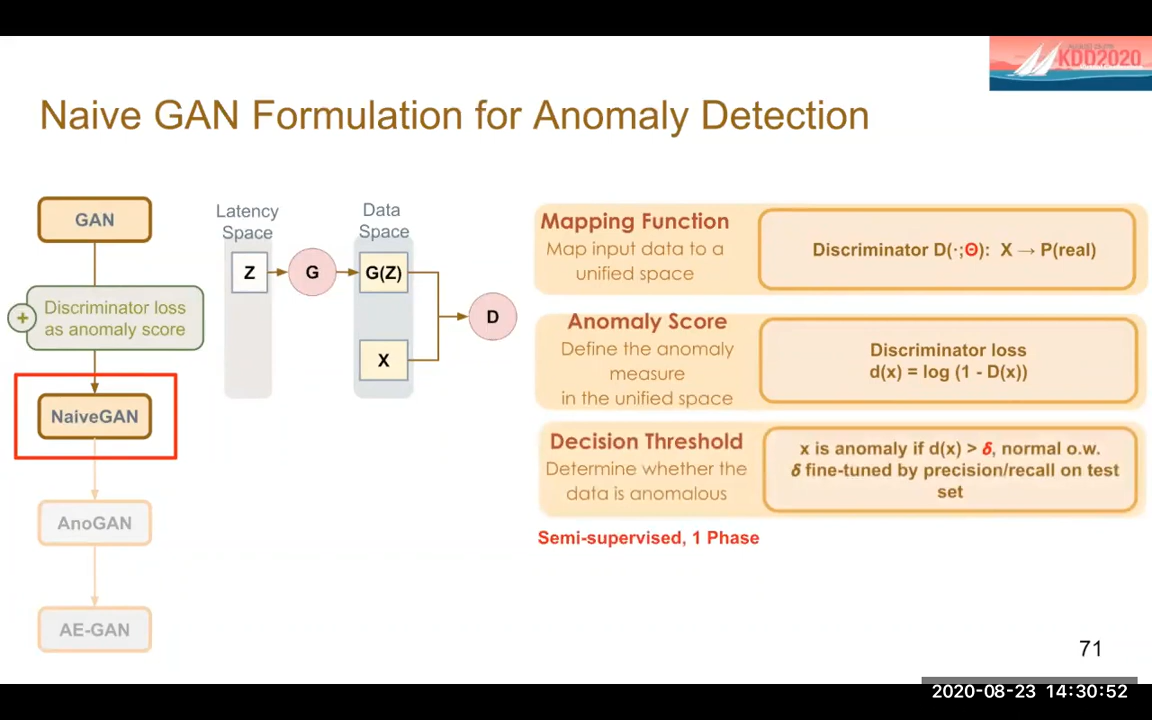 KDD2020
Naive GAN Formulation for Anomaly Detection
GAN
+
Discriminator loss
as anomaly score
NaiveGAN
AnoGAN
AE-GAN
Latency
Space
Data
Space
Z
G
G(Z)
X
D
Mapping Function
Map input data to a
unified space
Discriminator D(·;Θ): X → P(real)
Anomaly Score
Define the anomaly
measure
in the unified space
Discriminator loss
d(x) = log (1 - D(x))
Decision Threshold
Determine whether the
data is anomalous
x is anomaly if d(x) > δ, normal o.w.
δ fine-tuned by precision/recall on test
set
Semi-supervised, 1 Phase
71
2020-08-23 14:30:52